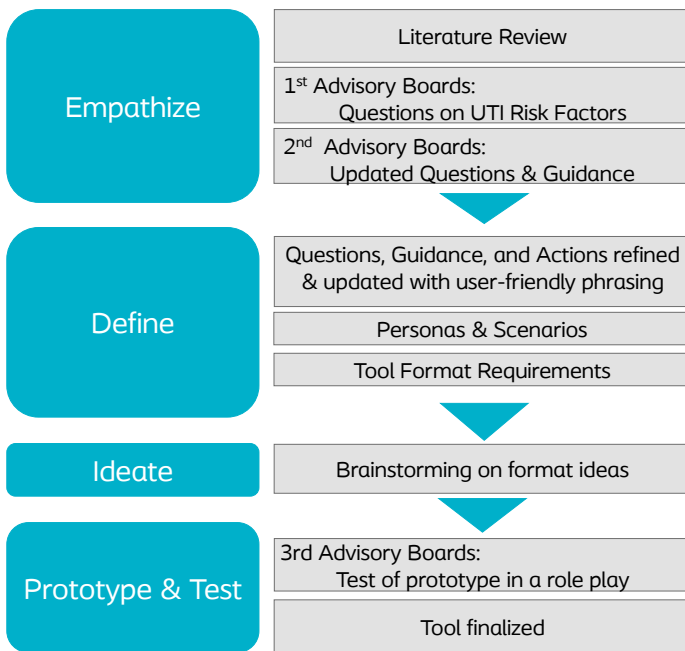 Empathize
Literature Review
1st Advisory Boards:
Questions on UTI Risk Factors
2nd Advisory Boards:
Updated Questions & Guidance
Define
Questions, Guidance, and Actions refined
& updated with user-friendly phrasing
Personas & Scenarios
Tool Format Requirements
Ideate
Brainstorming on format ideas
Prototype & Test
3rd Advisory Boards:
Test of prototype in a role play
Tool finalized